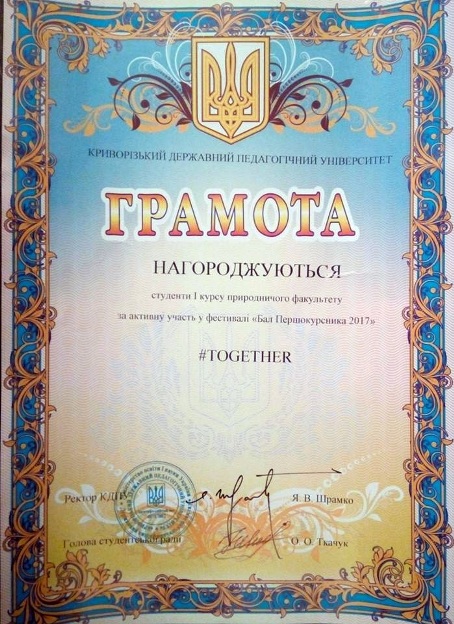 КРИВОРІЗЬКИЙ ДЕРЖАВНИЙ ПЕДАГОГІЧНИЙ УНІВЕРСИТЕТ
ГРАМОТА
НАГОРОДЖУЮТЬСЯ
студенти І курсу природничого факультету
за активну участь у фестивалі «Бал Першокурсника 2017»
#TOGETHER
Ректор КДПУ Я. В. Шрамко
Голова студентської ради О. О. Ткачук